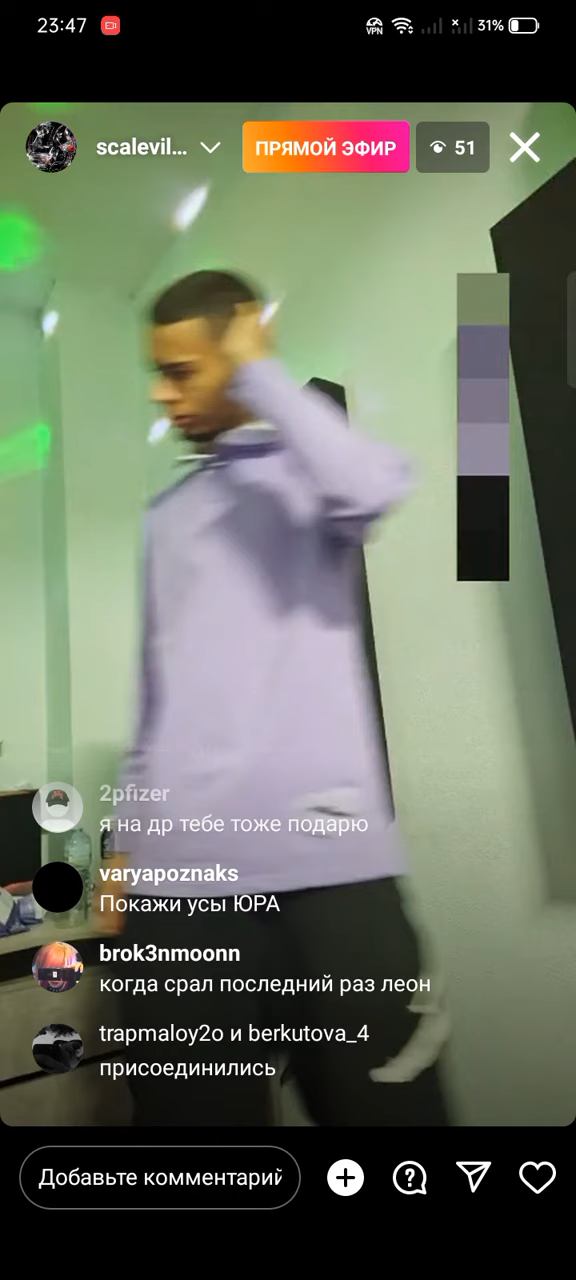 23:47
VPN
31%
scalevil...
ПРЯМОЙ ЭФИР
51
2pfizer
я на др тебе тоже подарю
varyapoznaks
Покажи усы ЮРА
brok3nmoonn
когда срал последний раз леон
trapmaloy2o и berkutova_4
присоединились
Добавьте комментарий